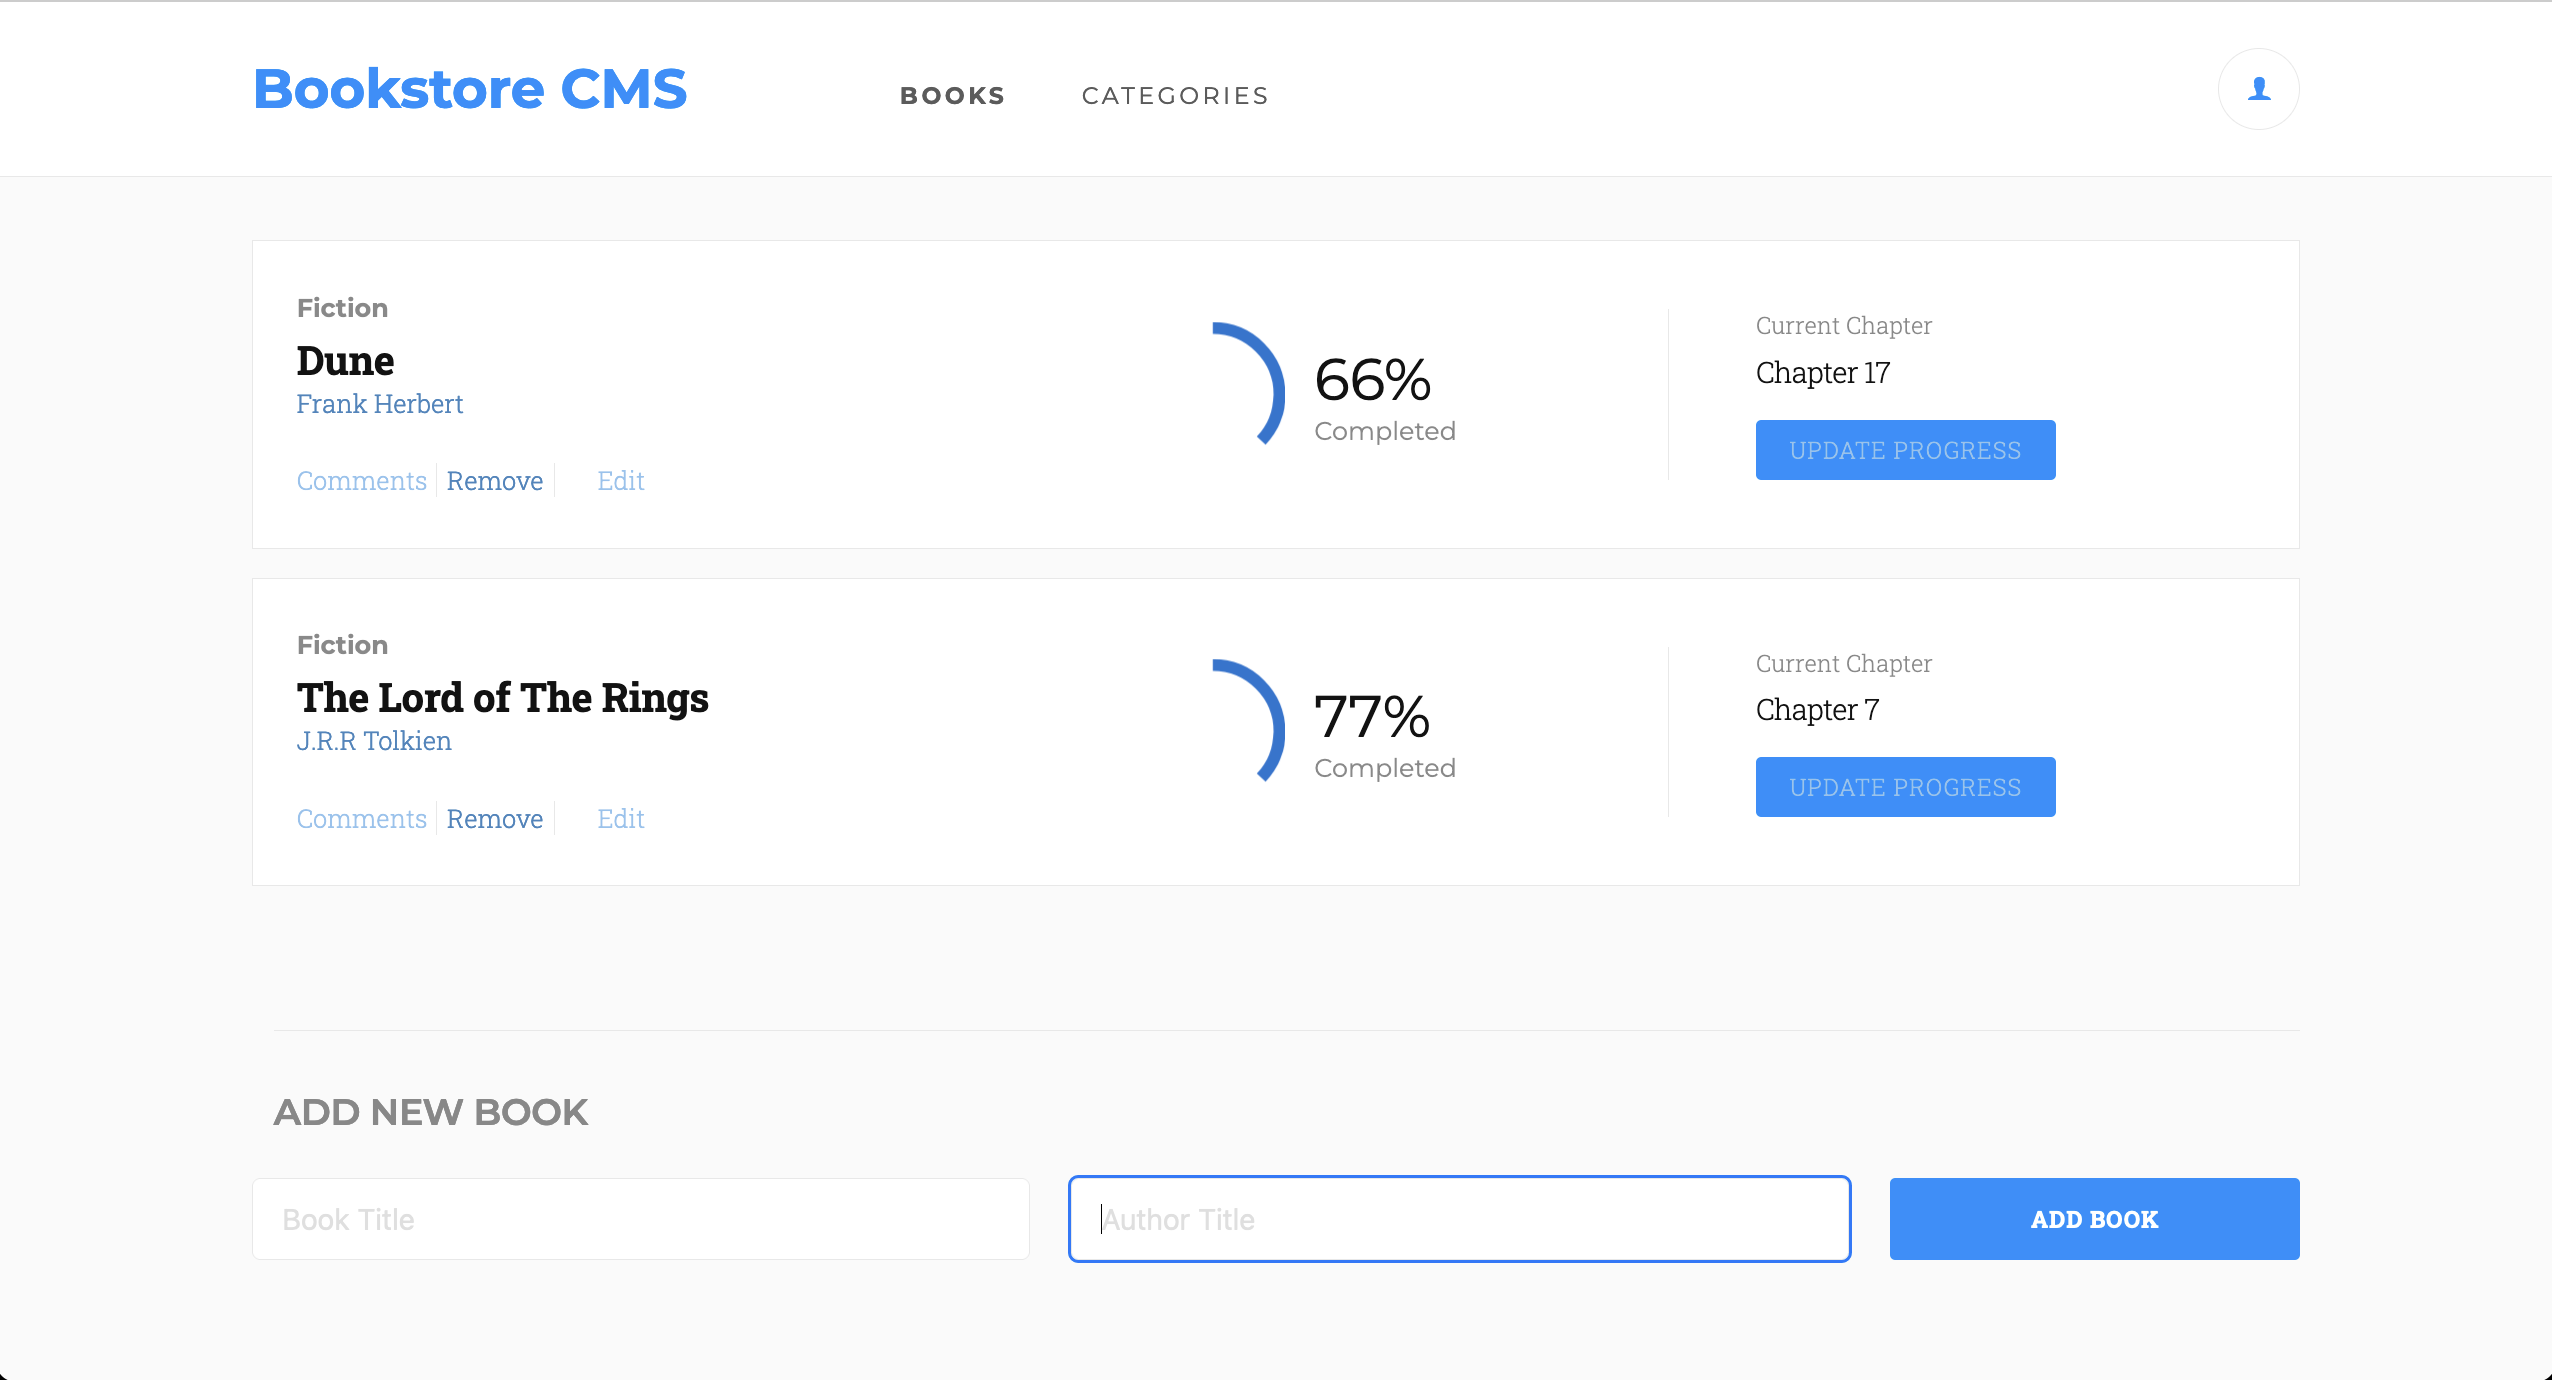 Bookstore CMS
BOOKS CATEGORIES
Fiction
Dune
Frank Herbert
Comments Remove Edit
66%
Completed
Current Chapter
Chapter 17
UPDATE PROGRESS
Fiction
The Lord of The Rings
J.R.R Tolkien
Comments Remove Edit
77%
Completed
Current Chapter
Chapter 7
UPDATE PROGRESS
ADD NEW BOOK
Book Title
Author Title
ADD BOOK